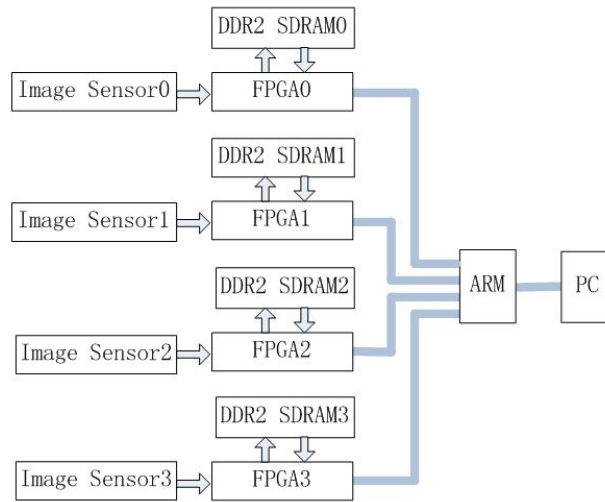 DDR2 SDRAM0
Image Sensor0
FPGA0
DDR2 SDRAM1
Image Sensor1
FPGA1
ARM
PC
DDR2 SDRAM2
Image Sensor2
FPGA2
DDR2 SDRAM3
Image Sensor3
FPGA3